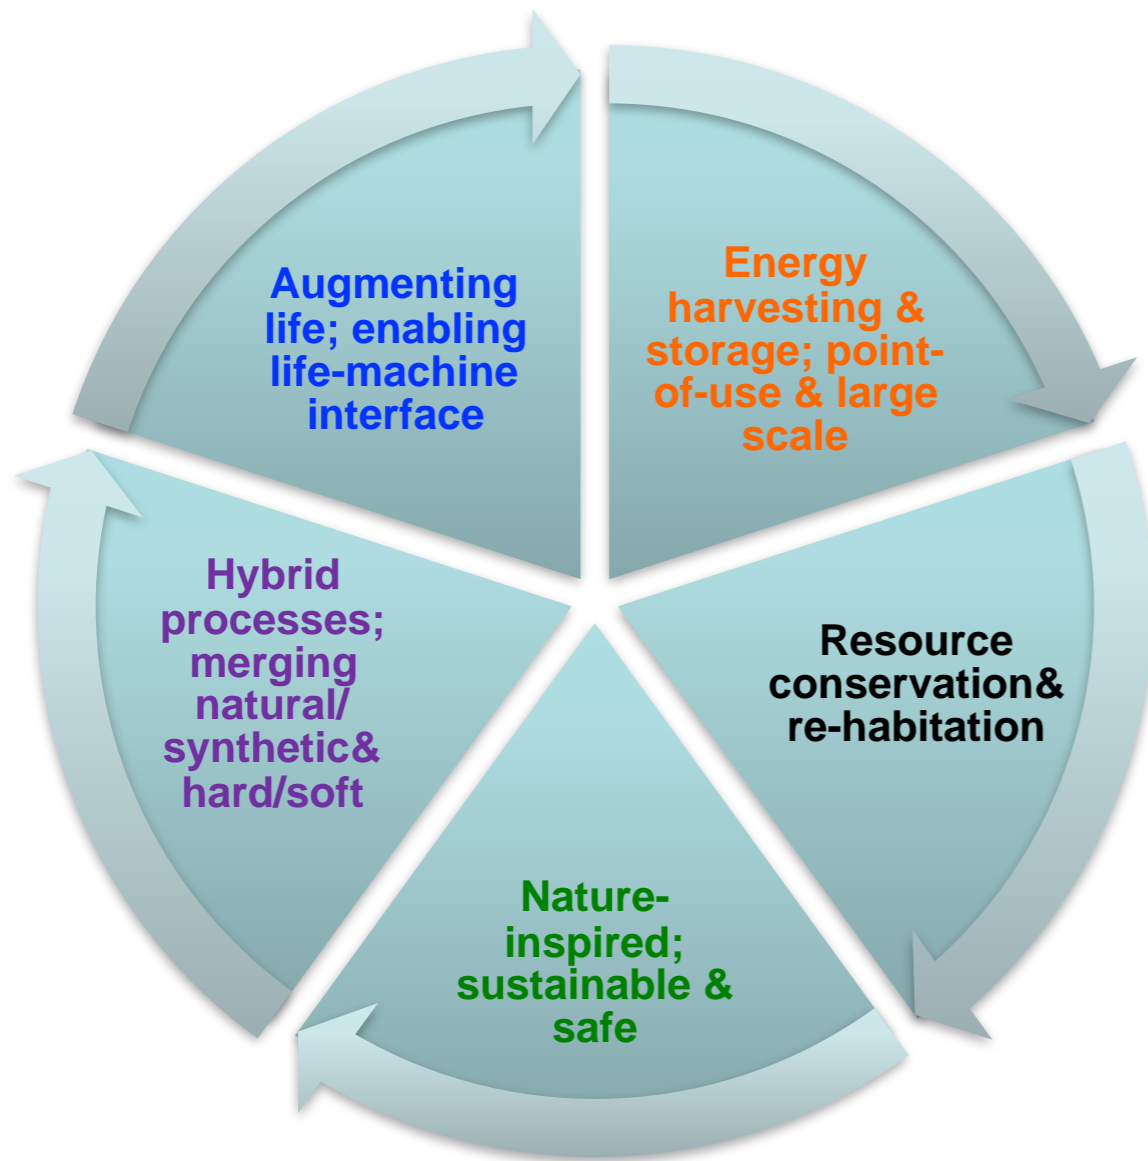 Augmenting
life; enabling
life-machine
interface
Energy
harvesting &
storage; point-
of-use & large
scale
Resource
conservation&
re-habitation
Nature-
inspired;
sustainable &
safe
Hybrid
processes;
merging
natural/
synthetic&
hard/soft